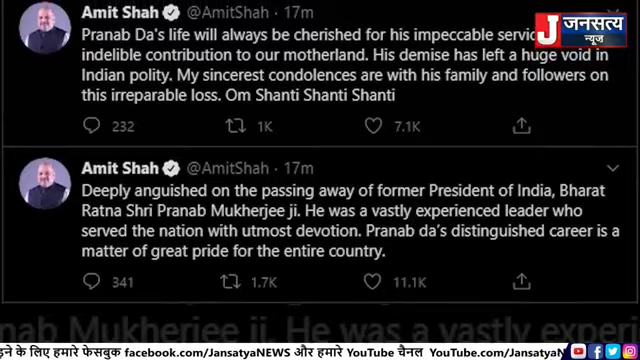 Amit Shah @AmitShah · 17m
जनसत्य
न्यूज
Pranab Da's life will always be cherished for his impeccable
indelible contribution to our motherland. His demise has left a huge void in
Indian polity. My sincerest condolences are with his family and followers on
this irreparable loss. Om Shanti Shanti Shanti
232 1K 7.1K
Amit Shah @AmitShah · 17m
Deeply anguished on the passing away of former President of India, Bharat
Ratna Shri Pranab Mukherjee ji. He was a vastly experienced leader who
served the nation with utmost devotion. Pranab da's distinguished career is a
matter of great pride for the entire country.
341 1.7K 11.1K
Mukherjee ji. He was a vastly
के लिए हमारे फेसबुक facebook.com/JansatyaNEWS और हमारे YouTube चैनल YouTube.com/